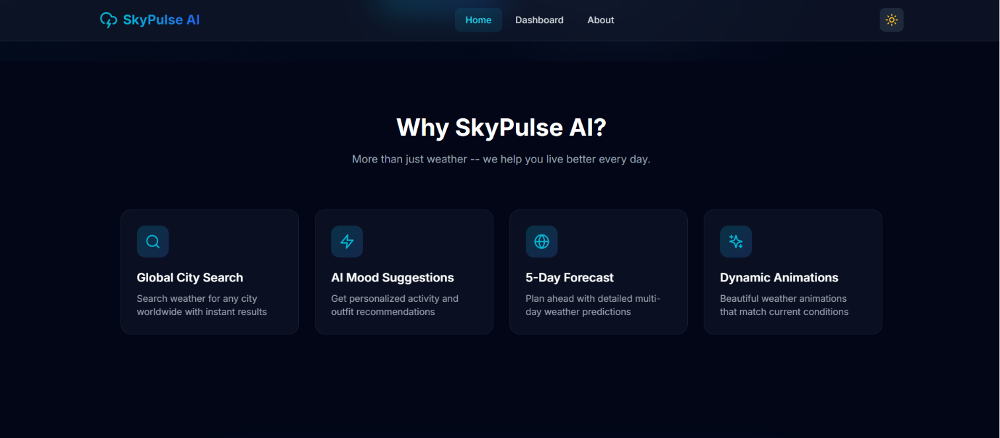 SkyPulse AI
Home
Dashboard
About
Why SkyPulse AI?
More than just weather -- we help you live better every day.
Global City Search
Search weather for any city
worldwide with instant results
AI Mood Suggestions
Get personalized activity and
outfit recommendations
5-Day Forecast
Plan ahead with detailed multi-
day weather predictions
Dynamic Animations
Beautiful weather animations
that match current conditions